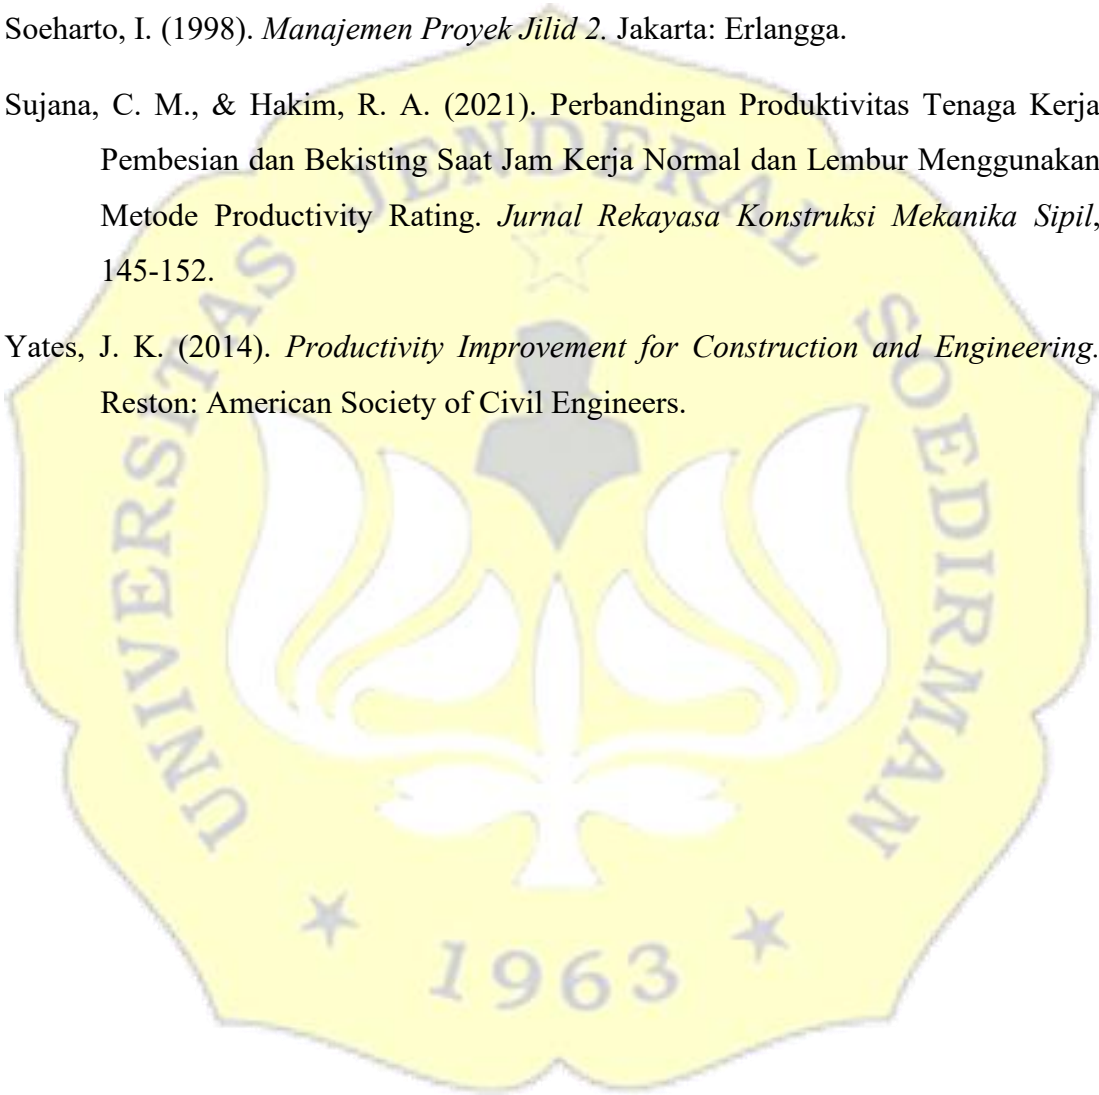 Soeharto, I. (1998). Manajemen Proyek Jilid 2. Jakarta: Erlangga.
Sujana, C. M., & Hakim, R. A. (2021). Perbandingan Produktivitas Tenaga Kerja
Pembesian dan Bekisting Saat Jam Kerja Normal dan Lembur Menggunakan
Metode Productivity Rating. Jurnal Rekayasa Konstruksi Mekanika Sipil,
145-152.
Yates, J. K. (2014). Productivity Improvement for Construction and Engineering.
Reston: American Society of Civil Engineers.
UNIVERSITAS JENDERAL SOEDIRMAN
1963